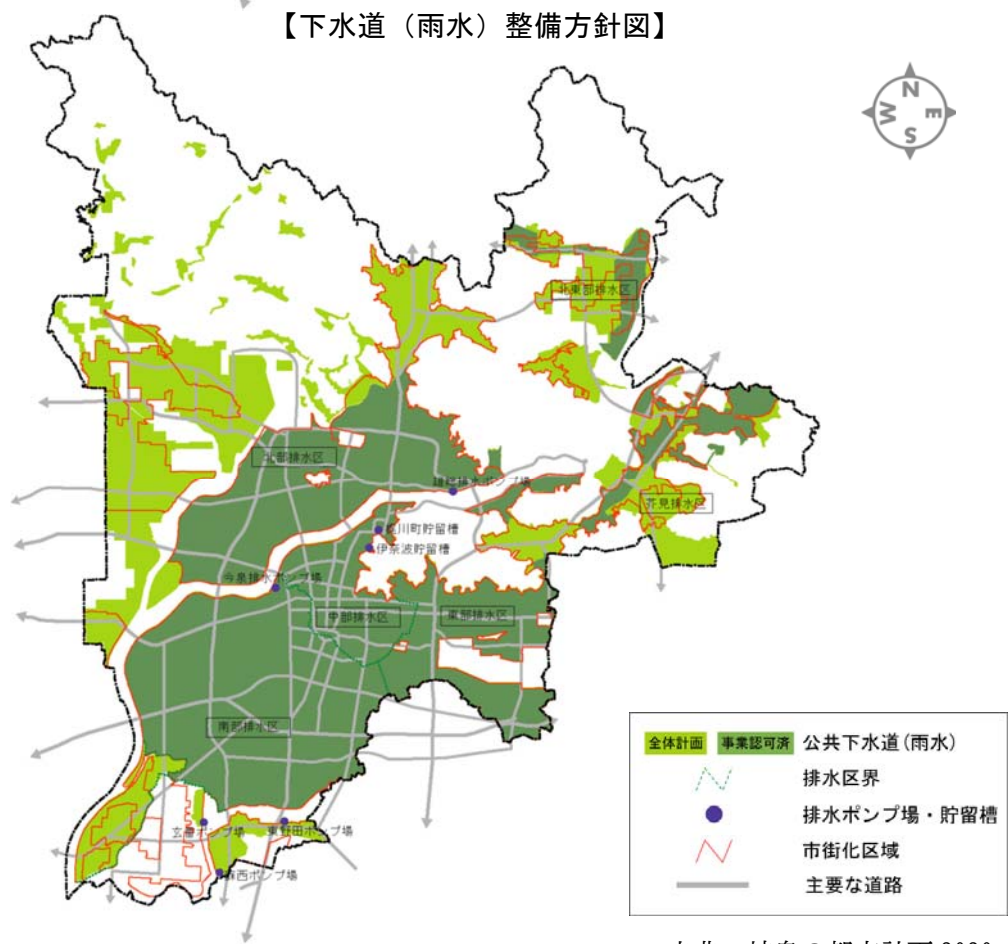 【下水道（雨水）整備方針図】
N
W
E
S
北東部排水区
北部排水区
雄総排水ポンプ場
芥見排水区
川町貯留槽
伊奈波貯留槽
今泉排水ポンプ場
中部排水区
東部排水区
南部排水区
ポンプ場
東野田ポンプ場
西ポンプ場
全体計画 事業認可済 公共下水道(雨水)
排水区界
排水ポンプ場・貯留槽
市街化区域
主要な道路